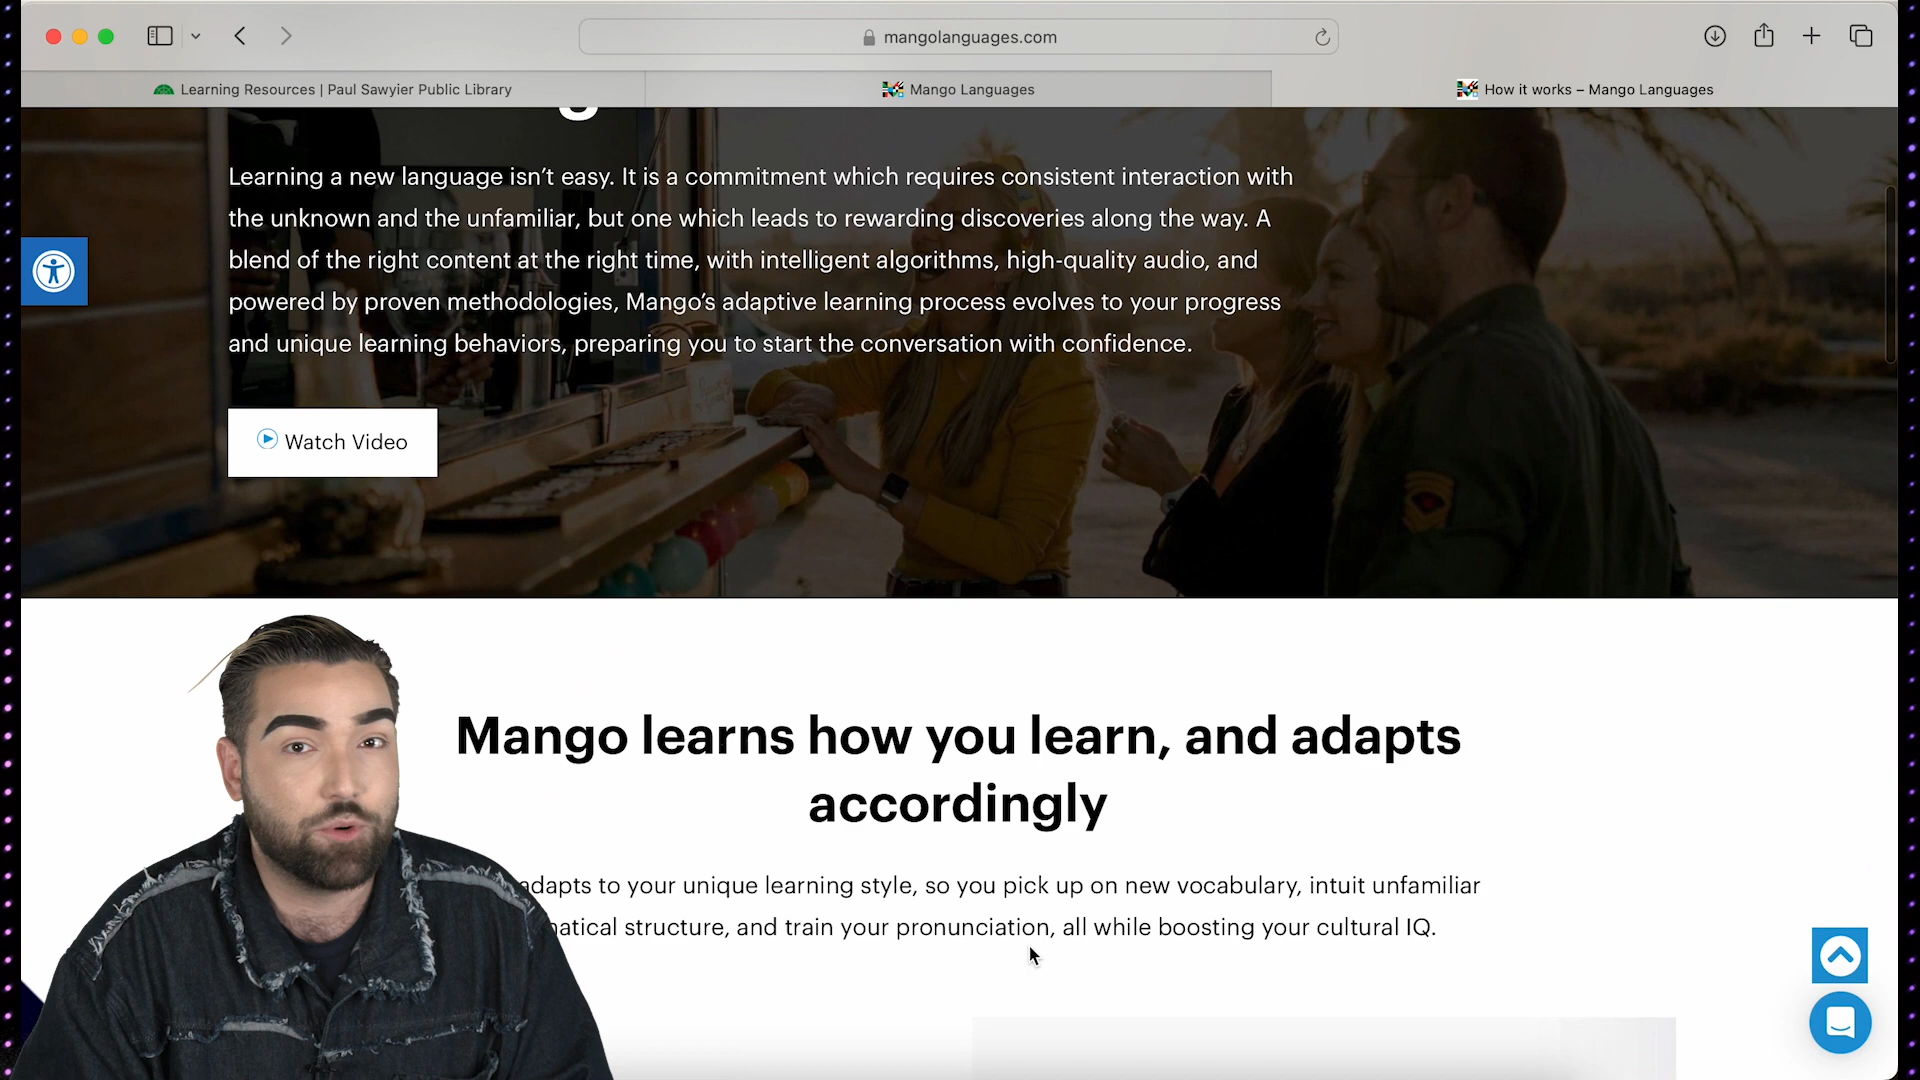 mangolanguages.com
Learning Resources | Paul Sawyier Public Library
Mango Languages
How it works – Mango Languages
Learning a new language isn’t easy. It is a commitment which requires consistent interaction with
the unknown and the unfamiliar, but one which leads to rewarding discoveries along the way. A
blend of the right content at the right time, with intelligent algorithms, high-quality audio, and
powered by proven methodologies, Mango’s adaptive learning process evolves to your progress
and unique learning behaviors, preparing you to start the conversation with confidence.
Watch Video
Mango learns how you learn, and adapts
accordingly
adapts to your unique learning style, so you pick up on new vocabulary, intuit unfamiliar
structure, and train your pronunciation, all while boosting your cultural IQ.